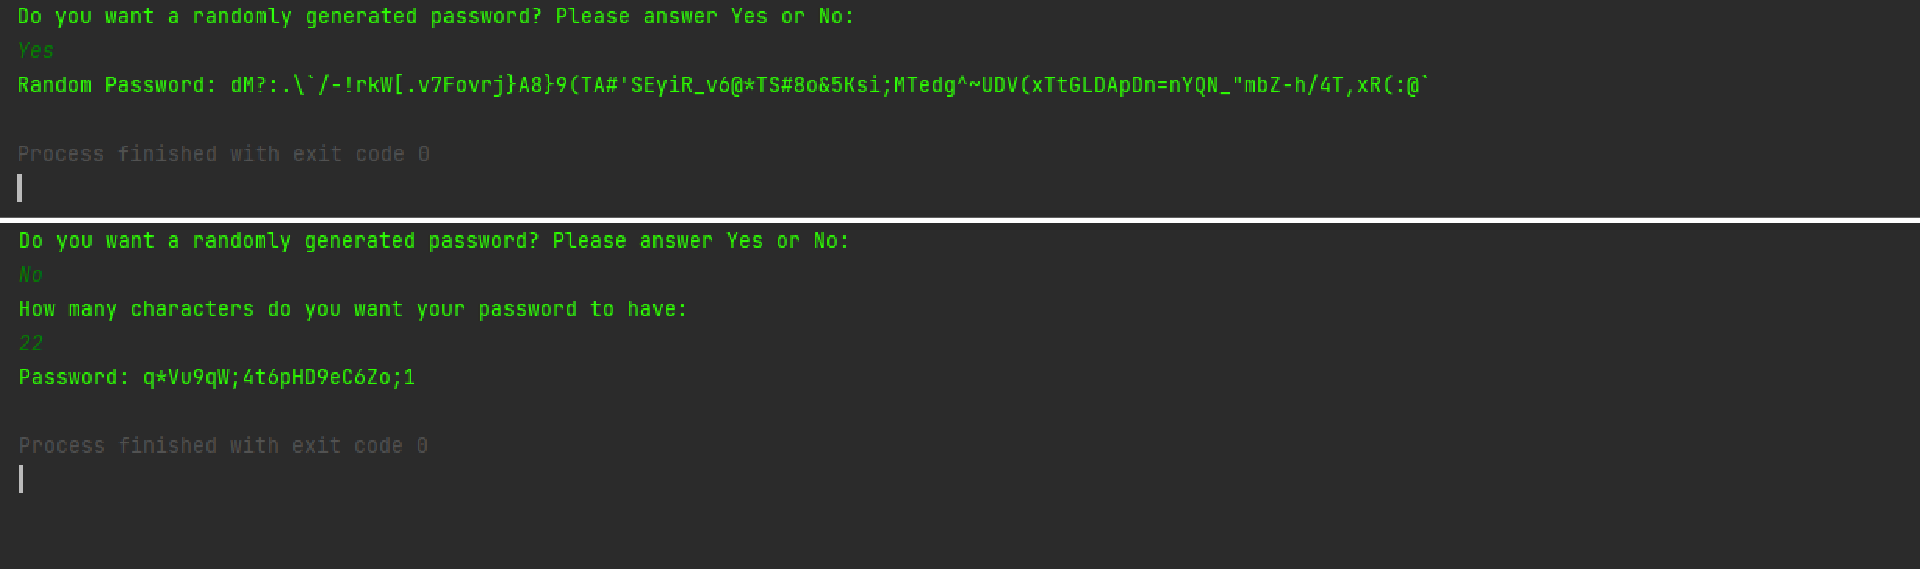 Do you want a randomly generated password? Please answer Yes or No:
Yes
Random Password: dM?:.\`/-!rkW[.v7Fovrj}A8}9(TA#'SEyiR_v6@*TS#8o&5Ksi;MTedg^~UDV(xTtGLDApDn=nYQN_"mbZ-h/4T,xR(:@`
Process finished with exit code 0
Do you want a randomly generated password? Please answer Yes or No:
No
How many characters do you want your password to have:
22
Password: q*Vu9qW;4t6pHD9eC6Zo;1
Process finished with exit code 0